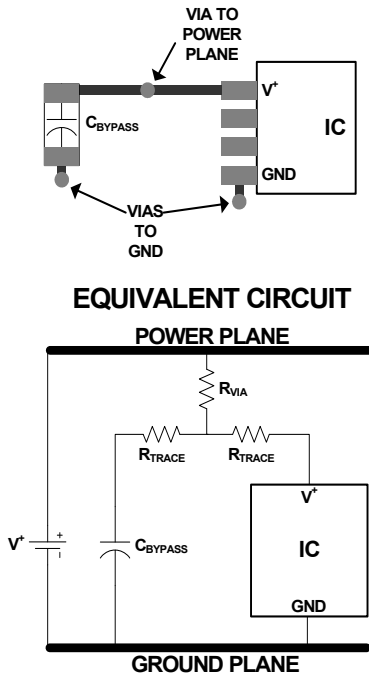 VIA TO
POWER
PLANE
V+
CBYPASS
IC
GND
VIAS
TO
GND
EQUIVALENT CIRCUIT
POWER PLANE
RVIA
RTRACE RTRACE
V+
V+ + -
CBYPASS
IC
GND
GROUND PLANE